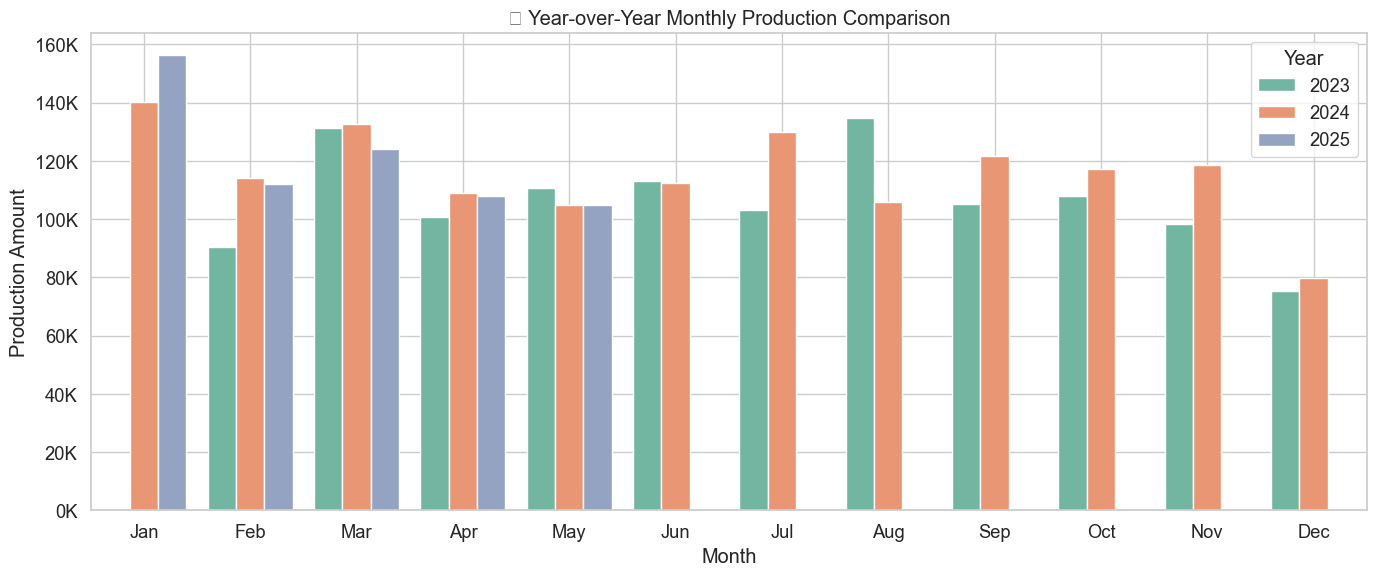 Year-over-Year Monthly Production Comparison
160K
140K
120K
100K
80K
60K
40K
20K
0K
Production Amount
Jan Feb Mar Apr May Jun Jul Aug Sep Oct Nov Dec
Month
Year
2023
2024
2025